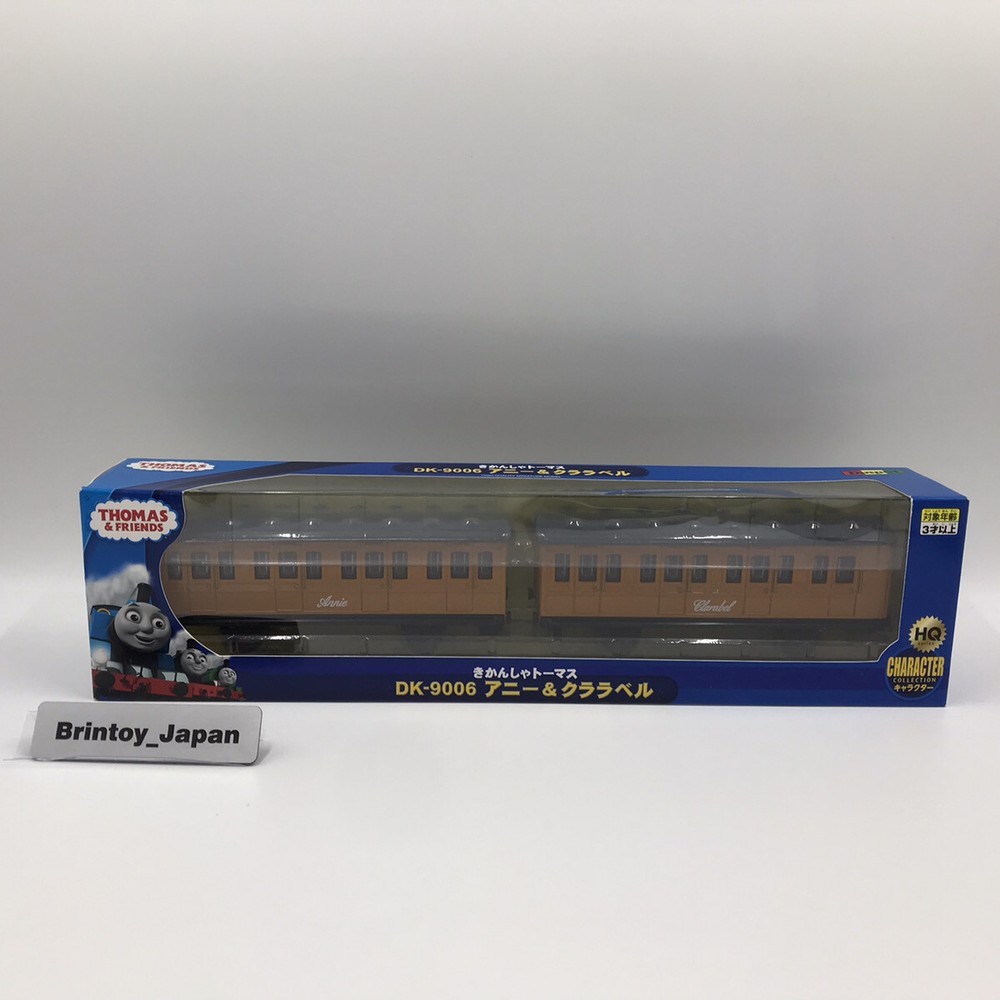 THOMAS
& FRIENDS
きかんしゃトーマス
DK-9006 アニー&クララベル
THOMAS
& FRIENDS
対象年齢
3才以上
Annie
Clarabel
HQ
CHARACTER
COLLECTION
キャラクター
きかんしゃトーマス
DK-9006 アニー&クララベル
Brintoy_Japan